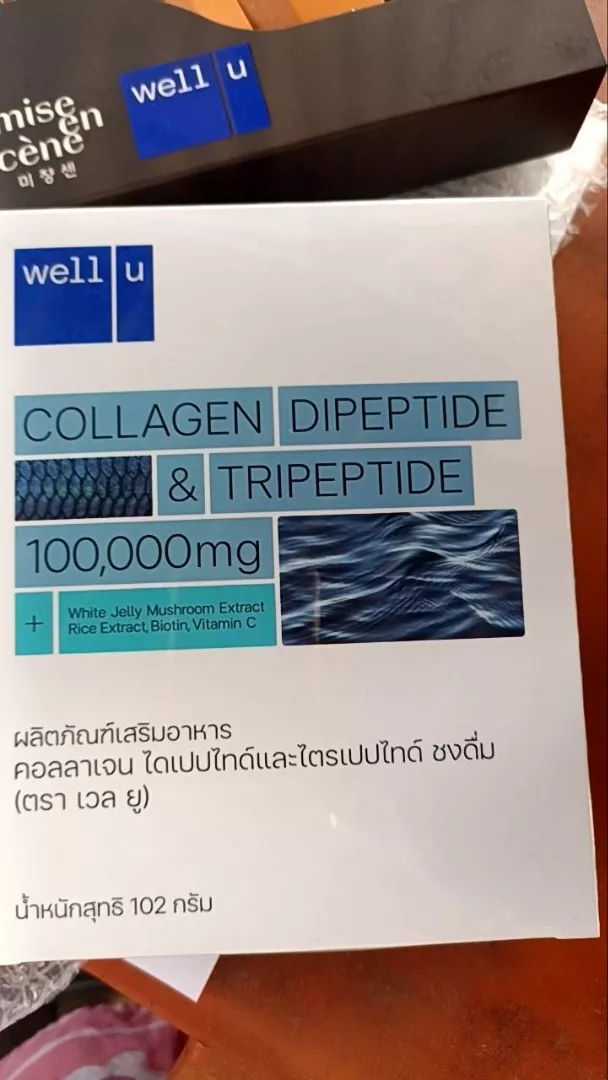 mise
en
cène
미쟝센
well u
well u
COLLAGEN DIPEPTIDE
& TRIPEPTIDE
100,000mg
+ White Jelly Mushroom Extract
Rice Extract, Biotin, Vitamin C
ผลิตภัณฑ์เสริมอาหาร
คอลลาเจน ไดเปปไทด์และไตรเปปไทด์ ชงดื่ม
(ตรา เวล ยู)
น้ำหนักสุทธิ 102 กรัม